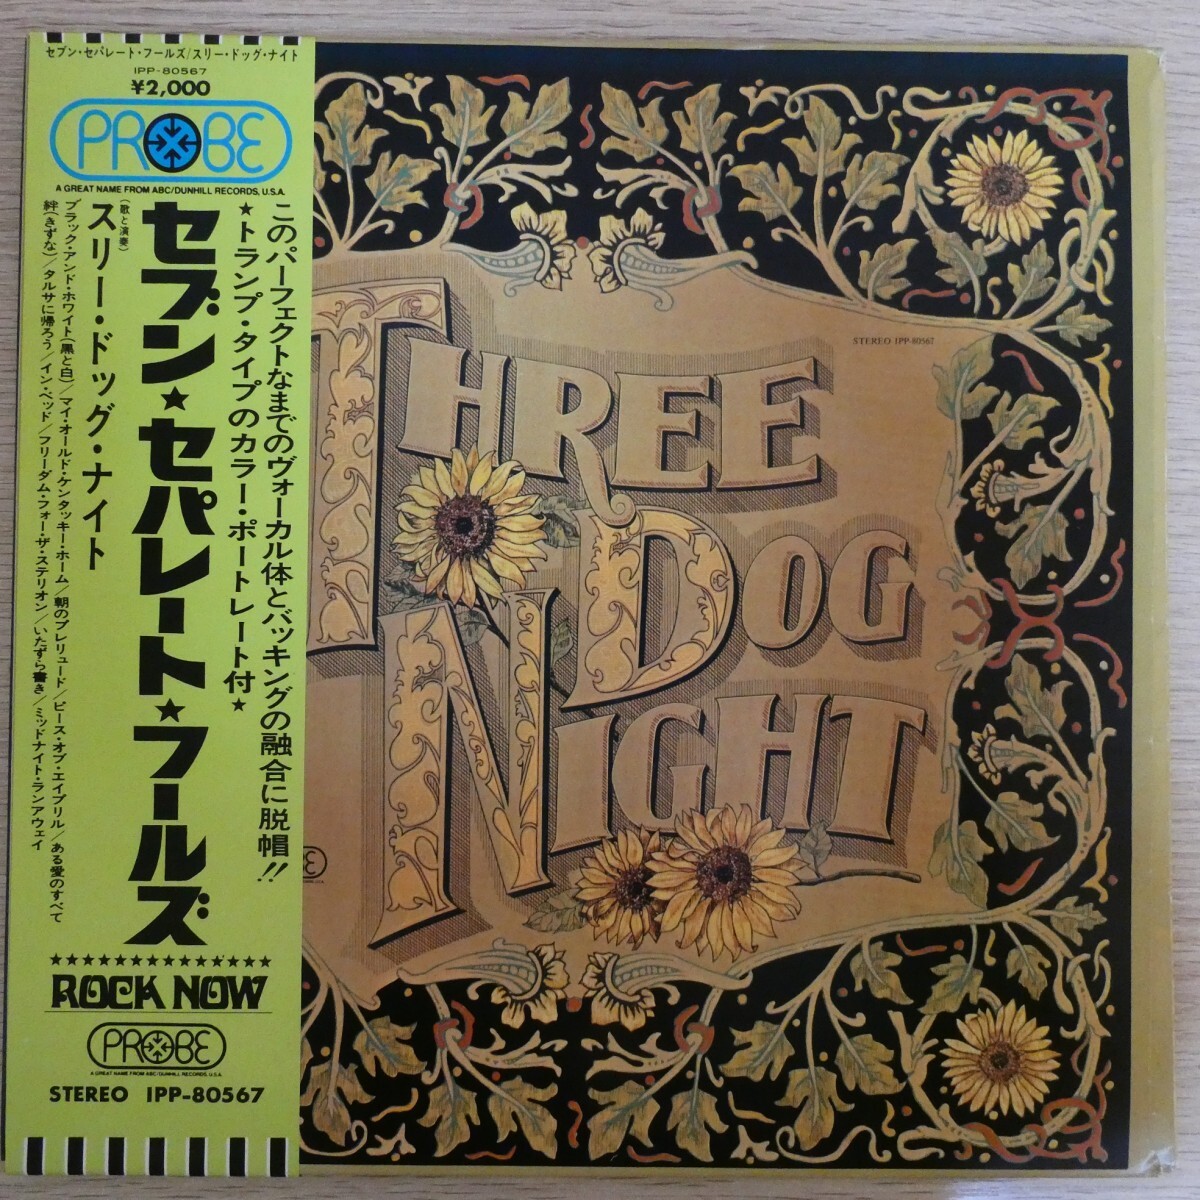 セブン・セパレート・フールズ/スリー・ドッグ・ナイト
IPP-80567
¥2,000
PROBE
A GREAT NAME FROM ABC/DUNHILL RECORDS, U.S.A.
このパーフェクトなまでのヴォーカル体とバッキングの融合に脱帽!!
★トランプ・タイプのカラー・ポートレート付★
セブン★セパレート★フールズ
(歌と演奏)
スリー・ドッグ・ナイト
ブラック・アンド・ホワイト(黒と白)/マイ・オールド・ケンタッキー・ホーム/朝のプレリュード/ピース・オブ・エイプリル/ある愛のすべて
絆(きずな)/タルサに帰ろう/イン・ベッド/フリーダム・フォー・ザ・ステリオン/いたずら書き/ミッドナイト・ランアウェイ
★★★★★★★★★★★★★★
ROCK NOW
PROBE
A GREAT NAME FROM ABC/DUNHILL RECORDS, U.S.A.
STEREO IPP-80567
STEREO IPP-80567
THREE
DOG
NIGHT